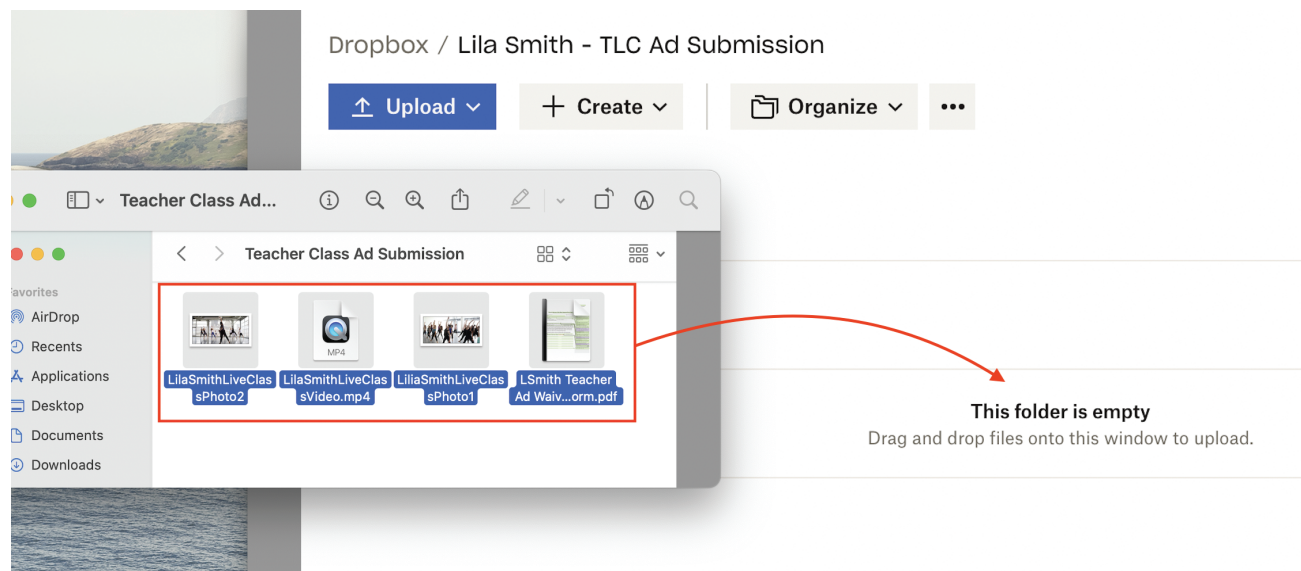 Dropbox / Lila Smith - TLC Ad Submission
Upload
Create
Organize
Teacher Class Ad...
Teacher Class Ad Submission
avorites
AirDrop
Recents
Applications
Desktop
Documents
Downloads
MP4
LilaSmithLiveClas
sPhoto2
LilaSmithLiveClas
sVideo.mp4
LiliaSmithLiveClas
sPhoto1
LSmith Teacher
Ad Waiv...orm.pdf
This folder is empty
Drag and drop files onto this window to upload.